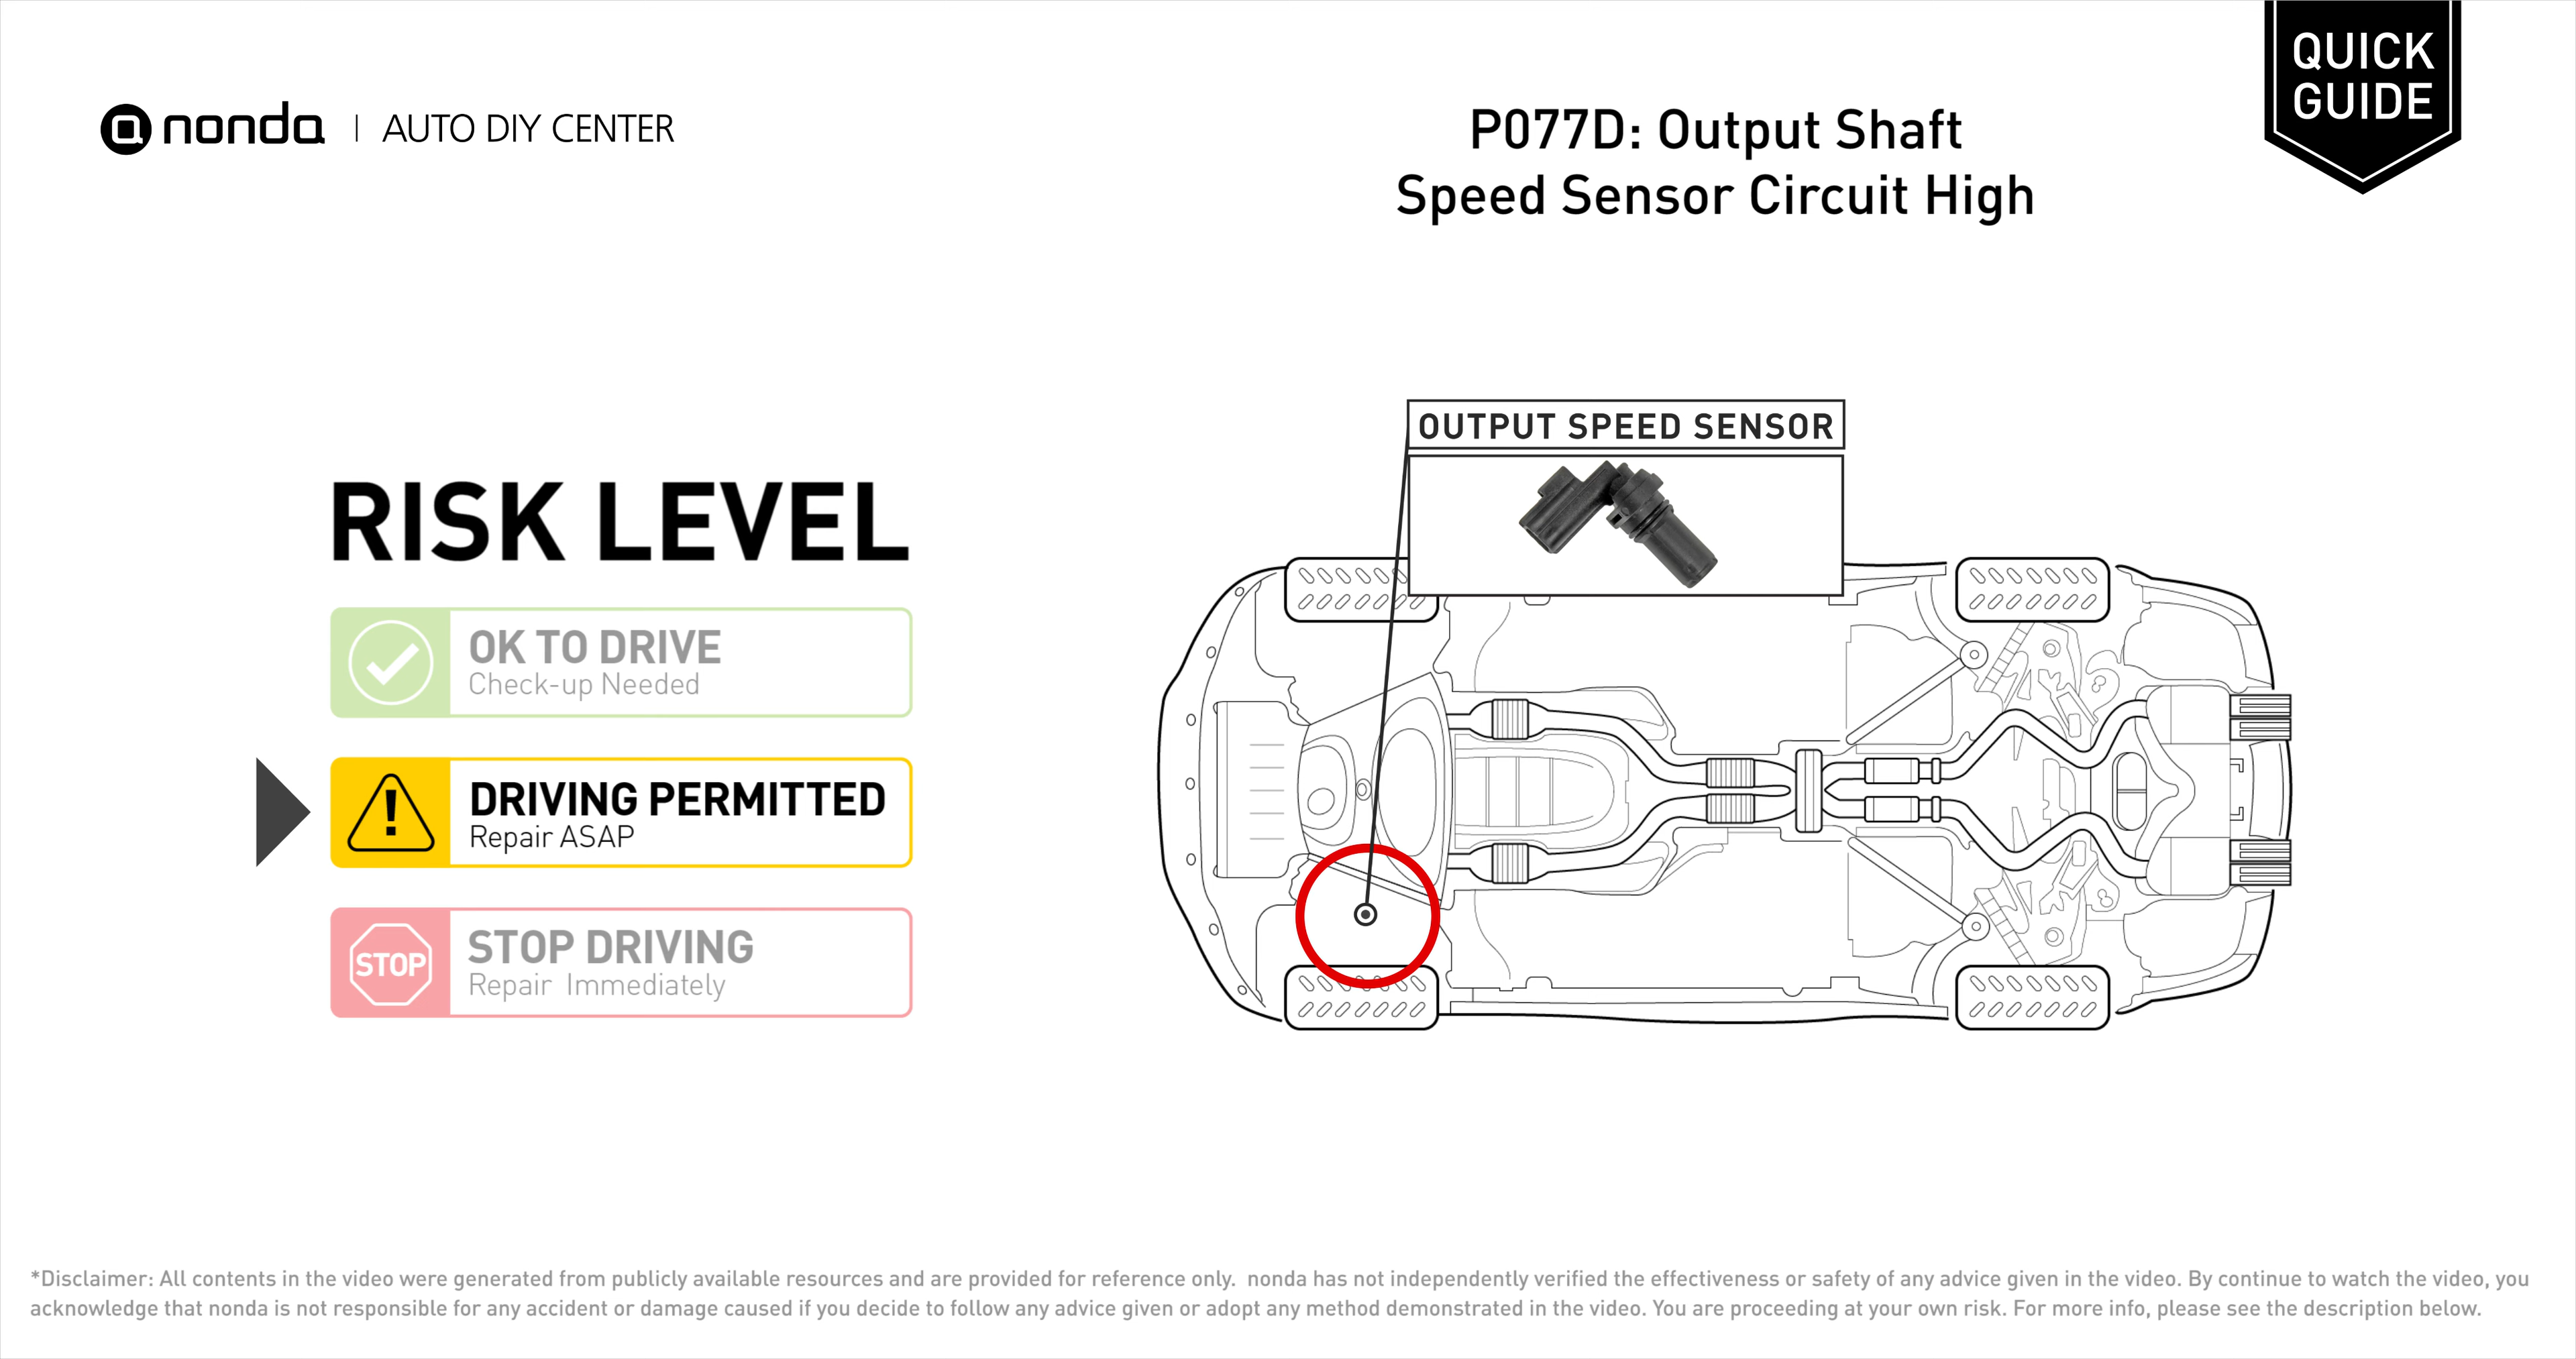 nonda | AUTO DIY CENTER
P077D: Output Shaft
Speed Sensor Circuit High
QUICK
GUIDE
OUTPUT SPEED SENSOR
RISK LEVEL
OK TO DRIVE
Check-up Needed
DRIVING PERMITTED
Repair ASAP
STOP
STOP DRIVING
Repair Immediately
*Disclaimer: All contents in the video were generated from publicly available resources and are provided for reference only. nonda has not independently verified the effectiveness or safety of any advice given in the video. By continue to watch the video, you
acknowledge that nonda is not responsible for any accident or damage caused if you decide to follow any advice given or adopt any method demonstrated in the video. You are proceeding at your own risk. For more info, please see the description below.